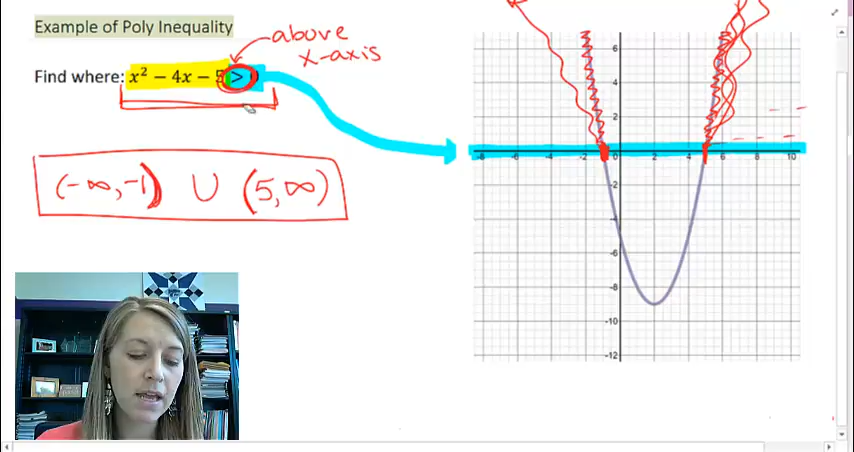 Example of Poly Inequality
above
x-axis
Find where: x² − 4x − 5 > 0
(-∞,-1) ∪ (5,∞)
6
4
2
-8 -6 -4 -2 0 2 4 6 8 10
-2
-4
-6
-8
-10
-12